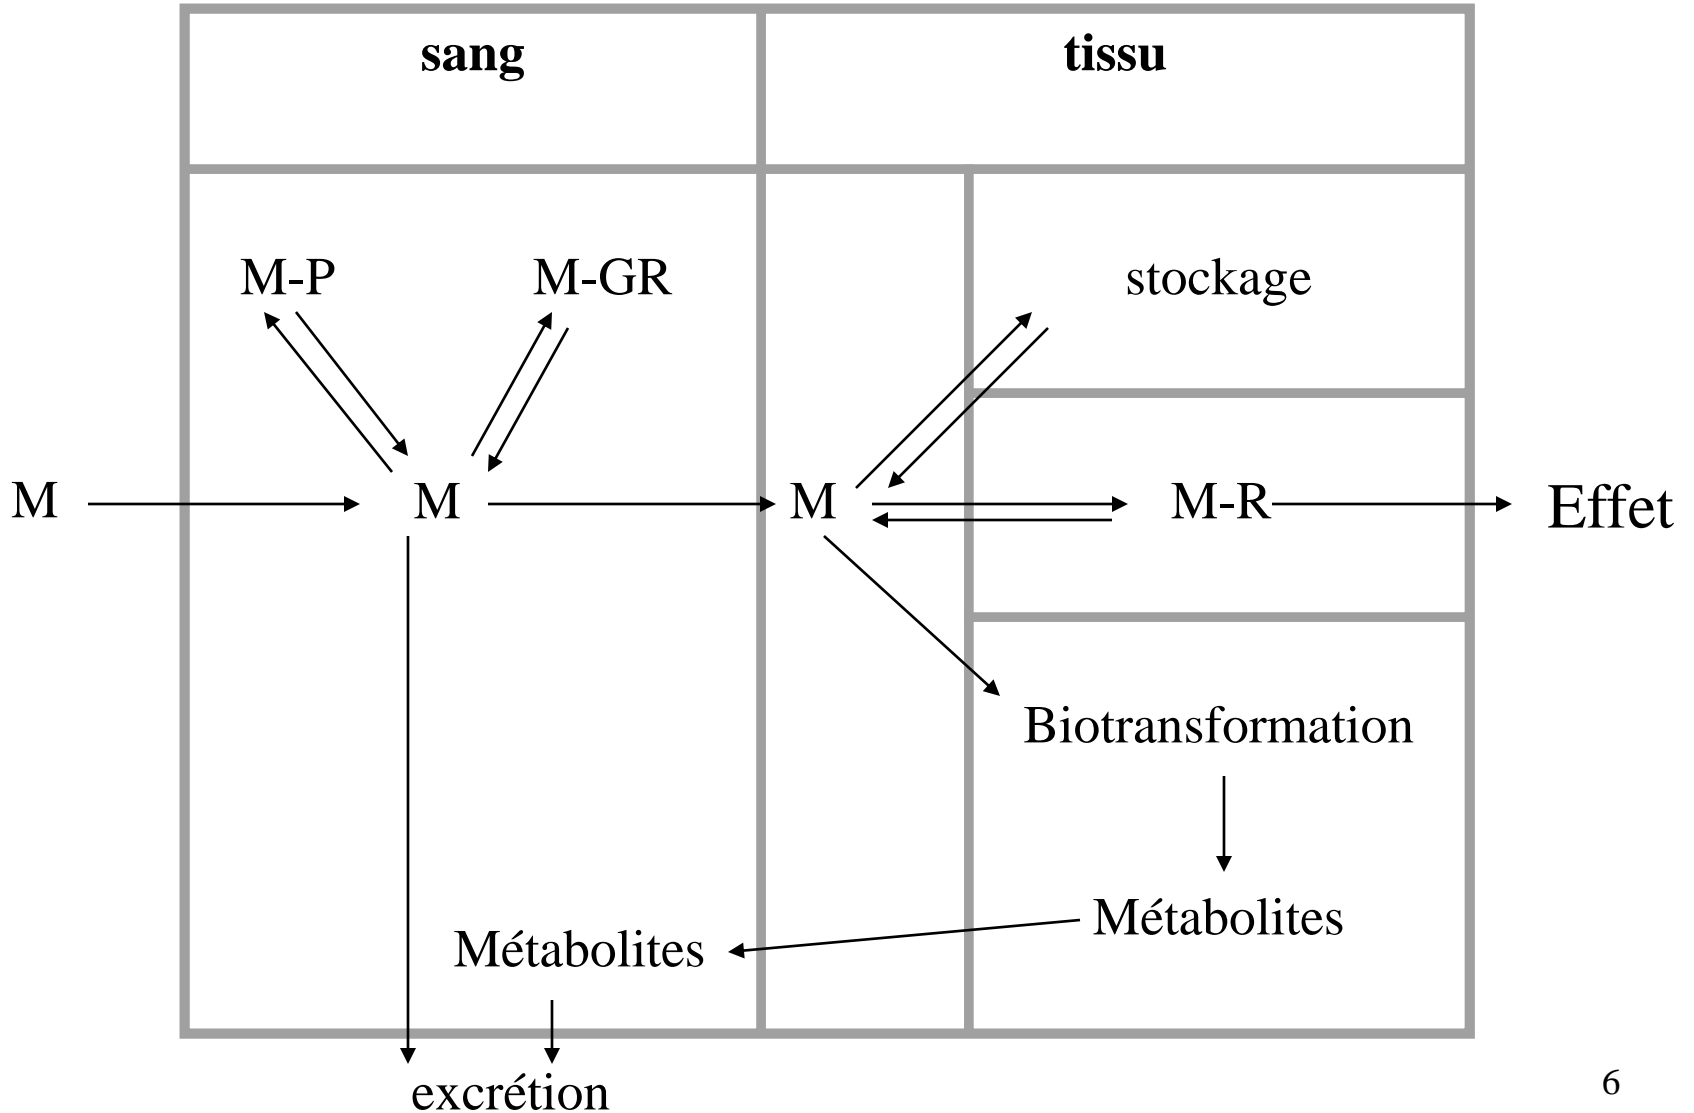 sang
tissu
M-P
M-GR
stockage
M
M
M
M-R
Effet
Biotransformation
Métabolites
Métabolites
excrétion
6